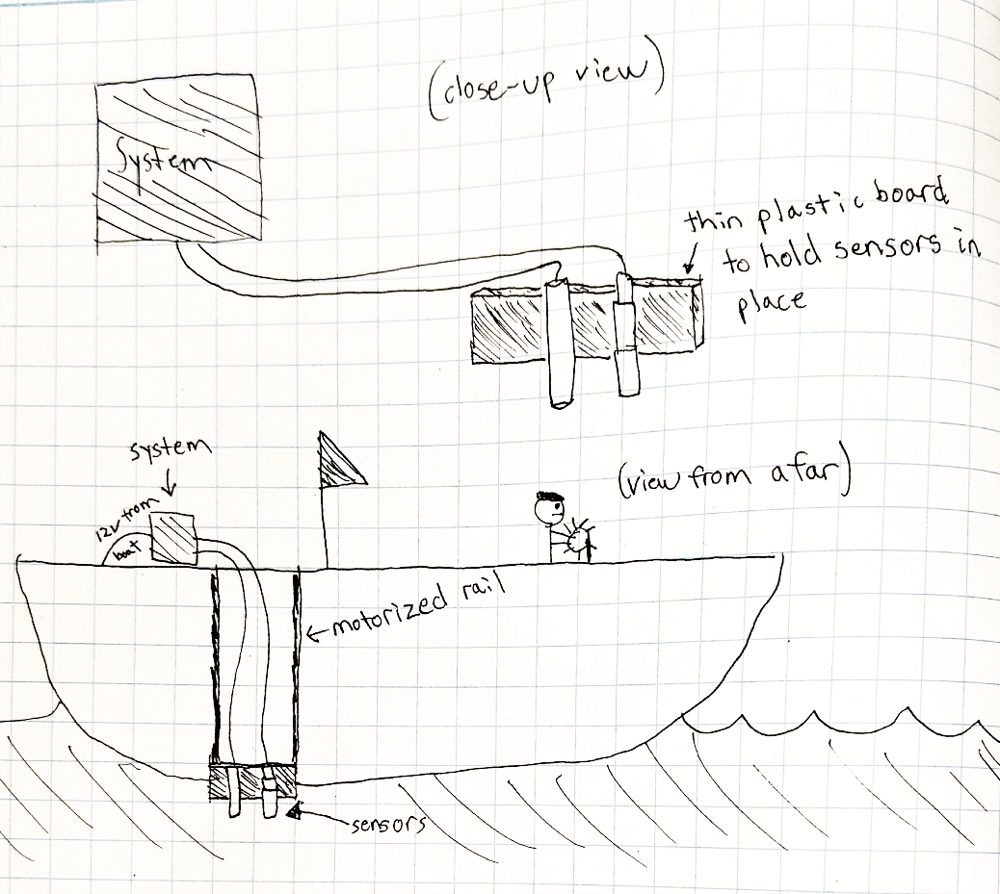 (close-up view)
System
thin plastic board
to hold sensors in
place
system
(view from afar)
12V from
boat
←motorized rail
sensors